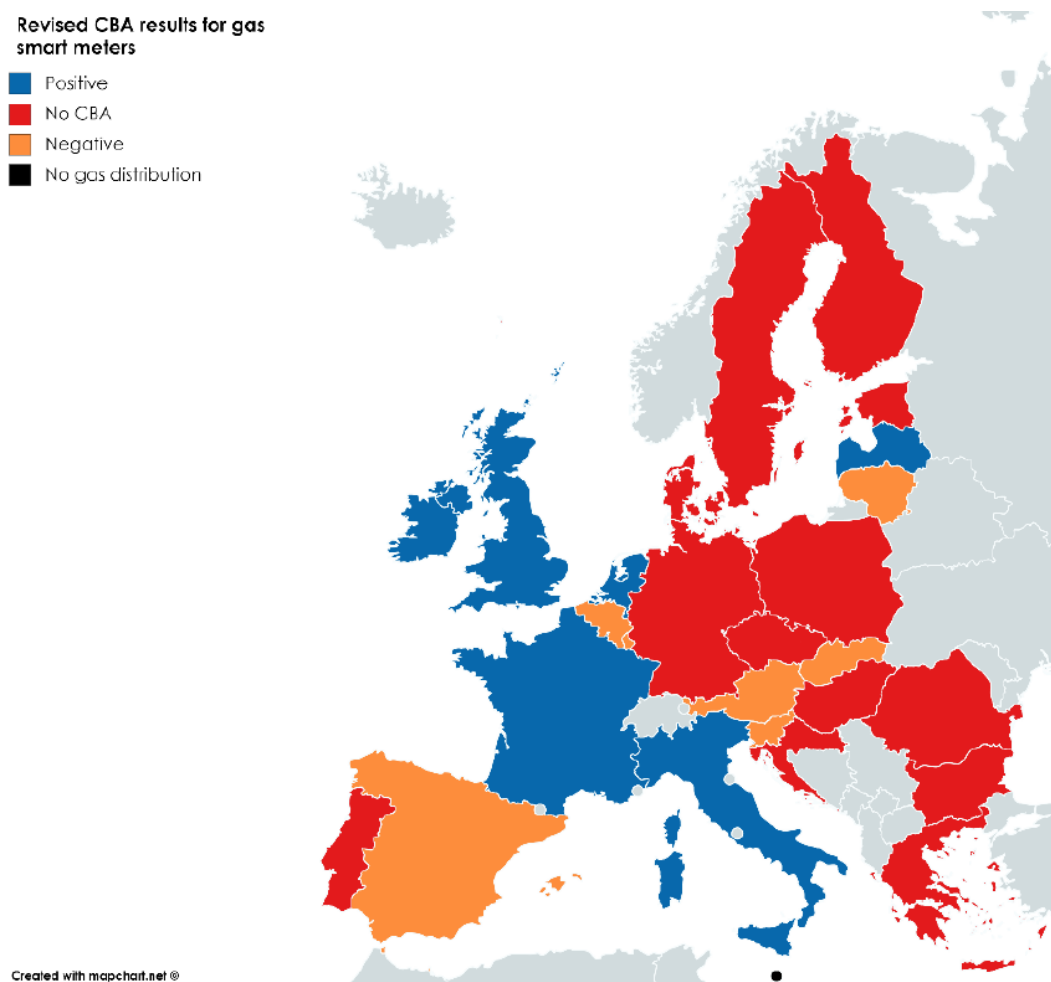 Revised CBA results for gas
smart meters
Positive
No CBA
Negative
No gas distribution
Created with mapchart.net ©